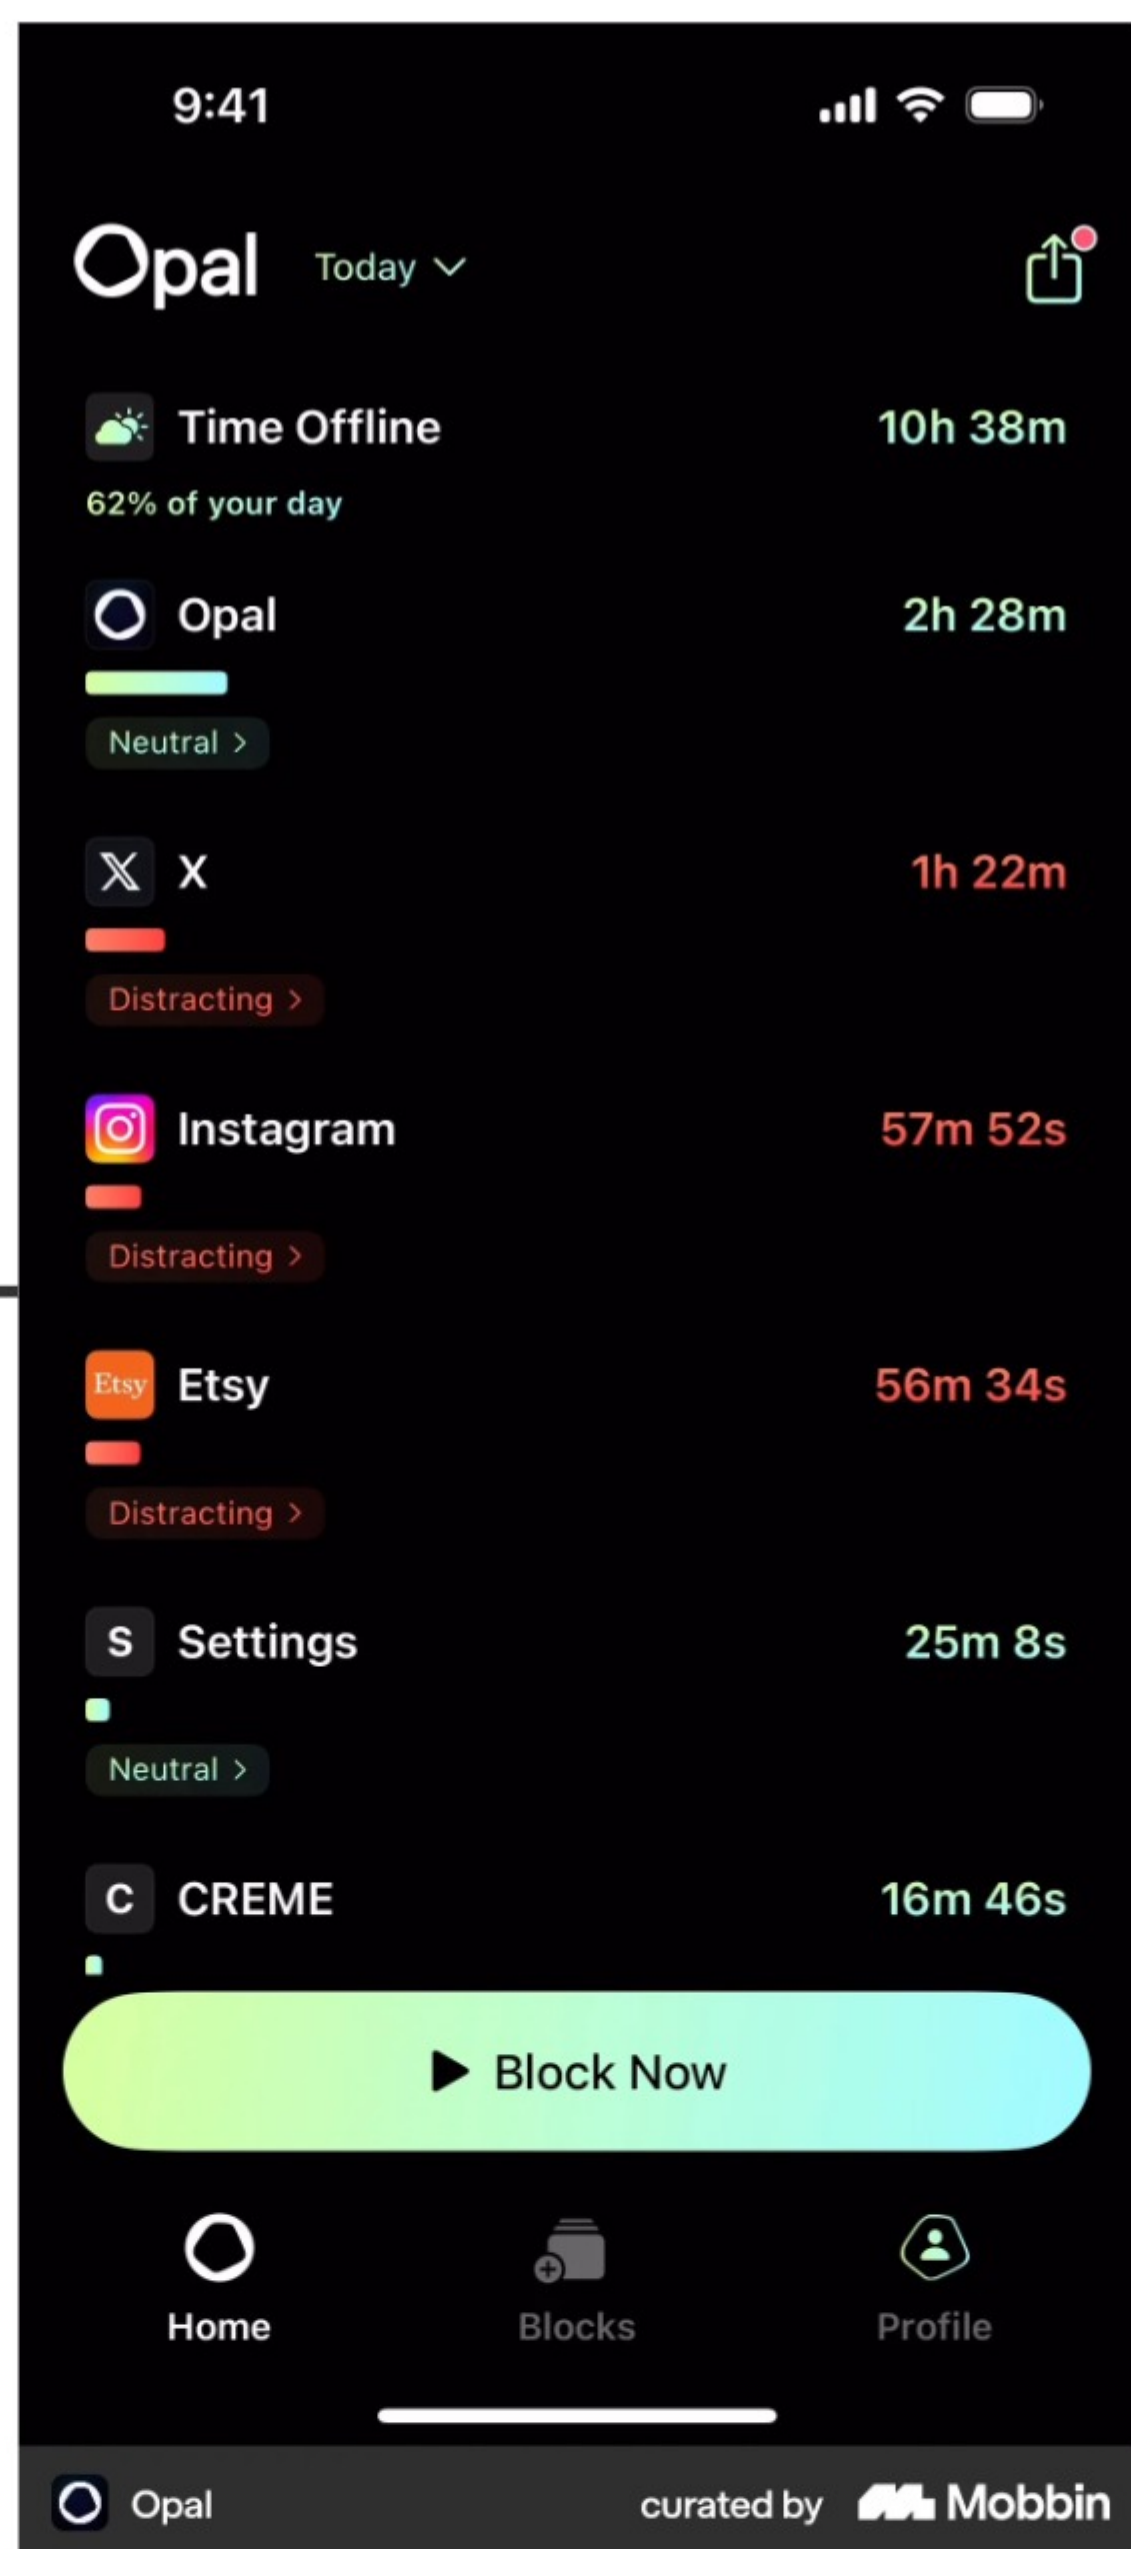 9:41
Opal Today
Time Offline 10h 38m
62% of your day
Opal 2h 28m
Neutral >
X X 1h 22m
Distracting >
Instagram 57m 52s
Distracting >
Etsy Etsy 56m 34s
Distracting >
S Settings 25m 8s
Neutral >
C CREME 16m 46s
Block Now
Home Blocks Profile
Opal curated by Mobbin